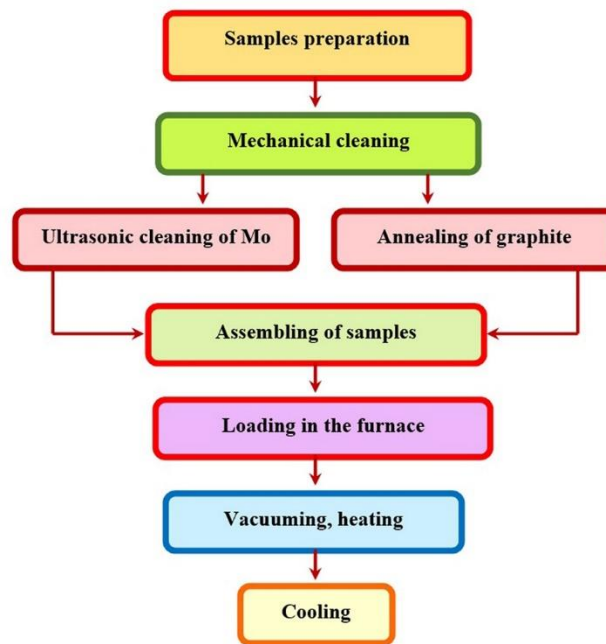 Samples preparation
Mechanical cleaning
Ultrasonic cleaning of Mo
Annealing of graphite
Assembling of samples
Loading in the furnace
Vacuuming, heating
Cooling